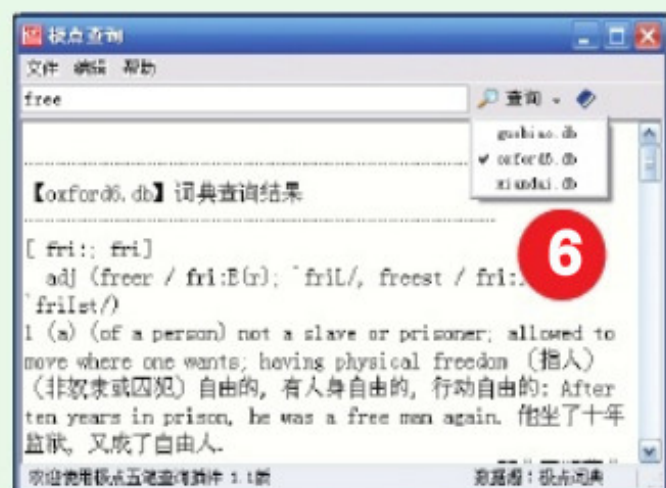 极点查询
文件 编辑 帮助
free
查询
guobiao.db
oxford6.db
xiandai.db
【oxford6.db】词典查询结果
6
[ fri:; fri]
adj (freer / fri:E(r); `friL/, freest / fri:
`friIst/)
1 (a) (of a person) not a slave or prisoner; allowed to
move where one wants; having physical freedom （指人）
（非奴隶或囚犯）自由的, 有人身自由的, 行动自由的: After
ten years in prison, he was a free man again. 他坐了十年
监狱, 又成了自由人.
欢迎使用极点五笔查询插件 1.1版
数据源：极点词典